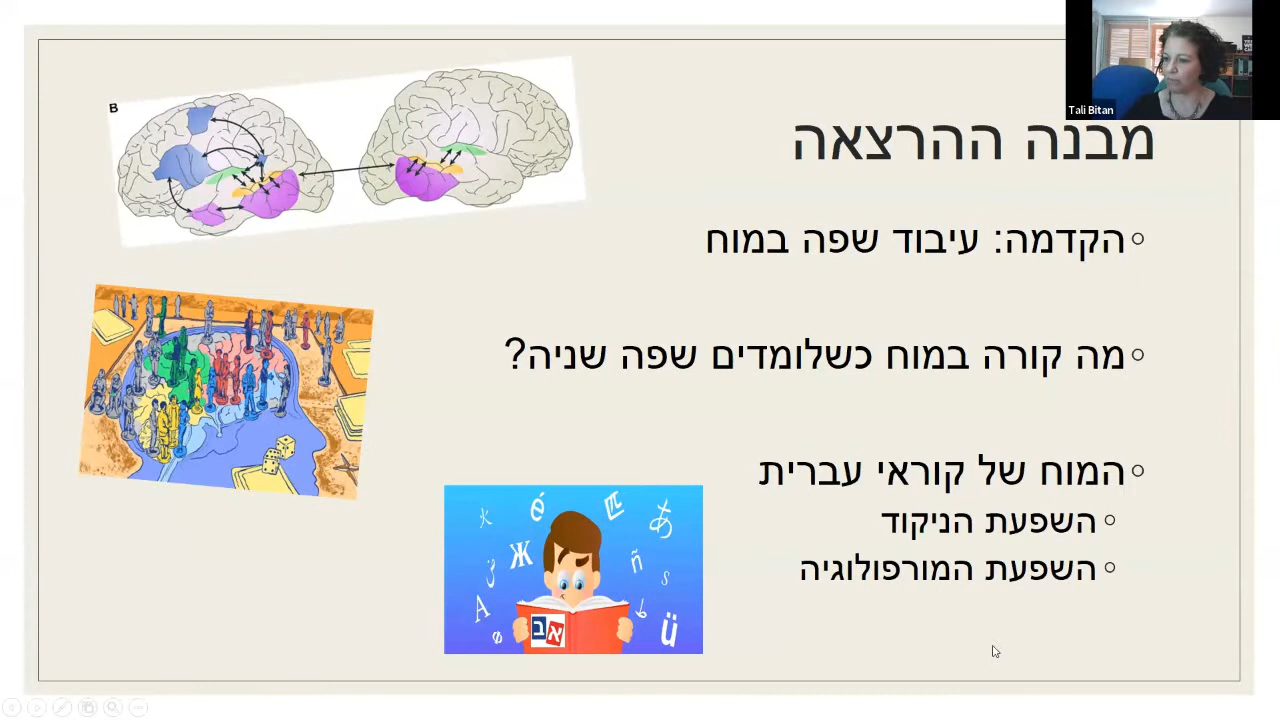 B
Tali Bitan
מבנה ההרצאה
הקדמה: עיבוד שפה במוח
מה קורה במוח כשלומדים שפה שניה?
המוח של קוראי עברית
השפעת הניקוד
השפעת המורפולוגיה
é
あ
Ж
ñ
A
ø
ü
אב